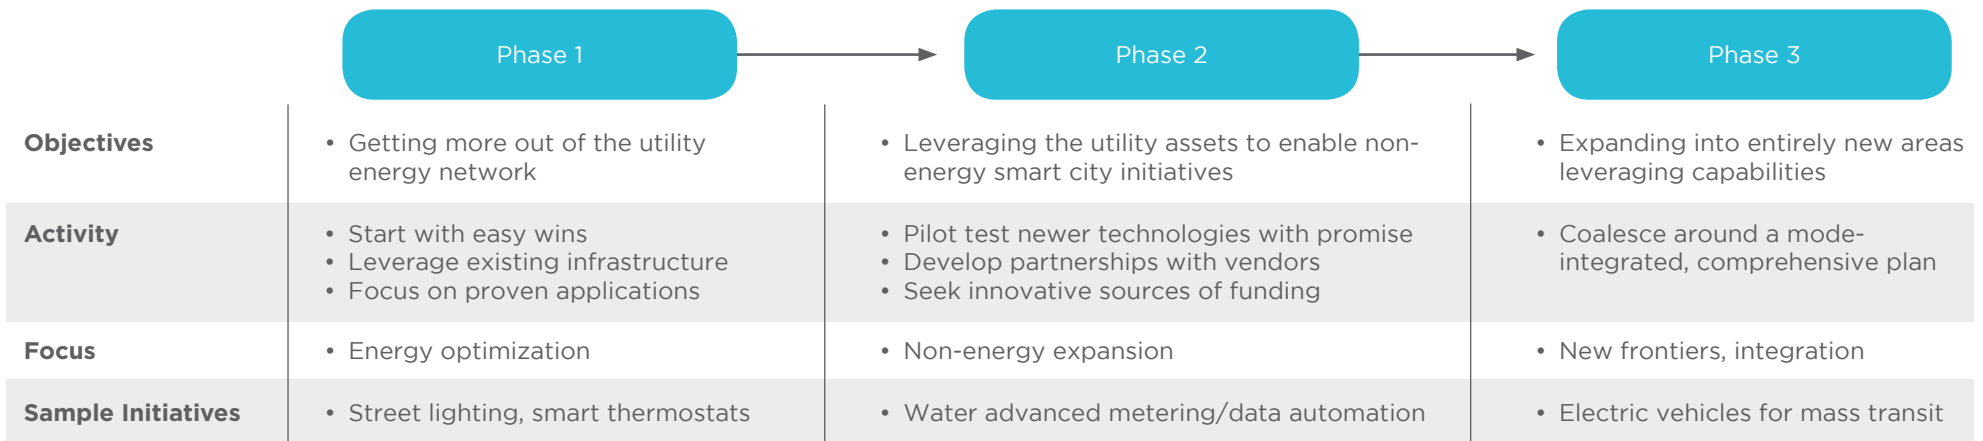 Phase 1
Phase 2
Phase 3
Objectives
• Getting more out of the utility
energy network
• Leveraging the utility assets to enable non-
energy smart city initiatives
• Expanding into entirely new areas
leveraging capabilities
Activity
• Start with easy wins
• Leverage existing infrastructure
• Focus on proven applications
• Pilot test newer technologies with promise
• Develop partnerships with vendors
• Seek innovative sources of funding
• Coalesce around a mode-
integrated, comprehensive plan
Focus
• Energy optimization
• Non-energy expansion
• New frontiers, integration
Sample Initiatives
• Street lighting, smart thermostats
• Water advanced metering/data automation
• Electric vehicles for mass transit